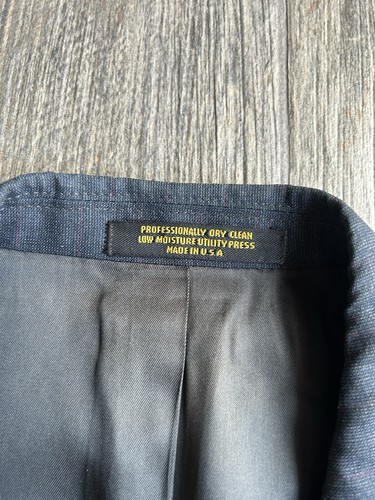 PROFESSIONALLY DRY CLEAN
LOW MOISTURE UTILITY PRESS
MADE IN U.S.A